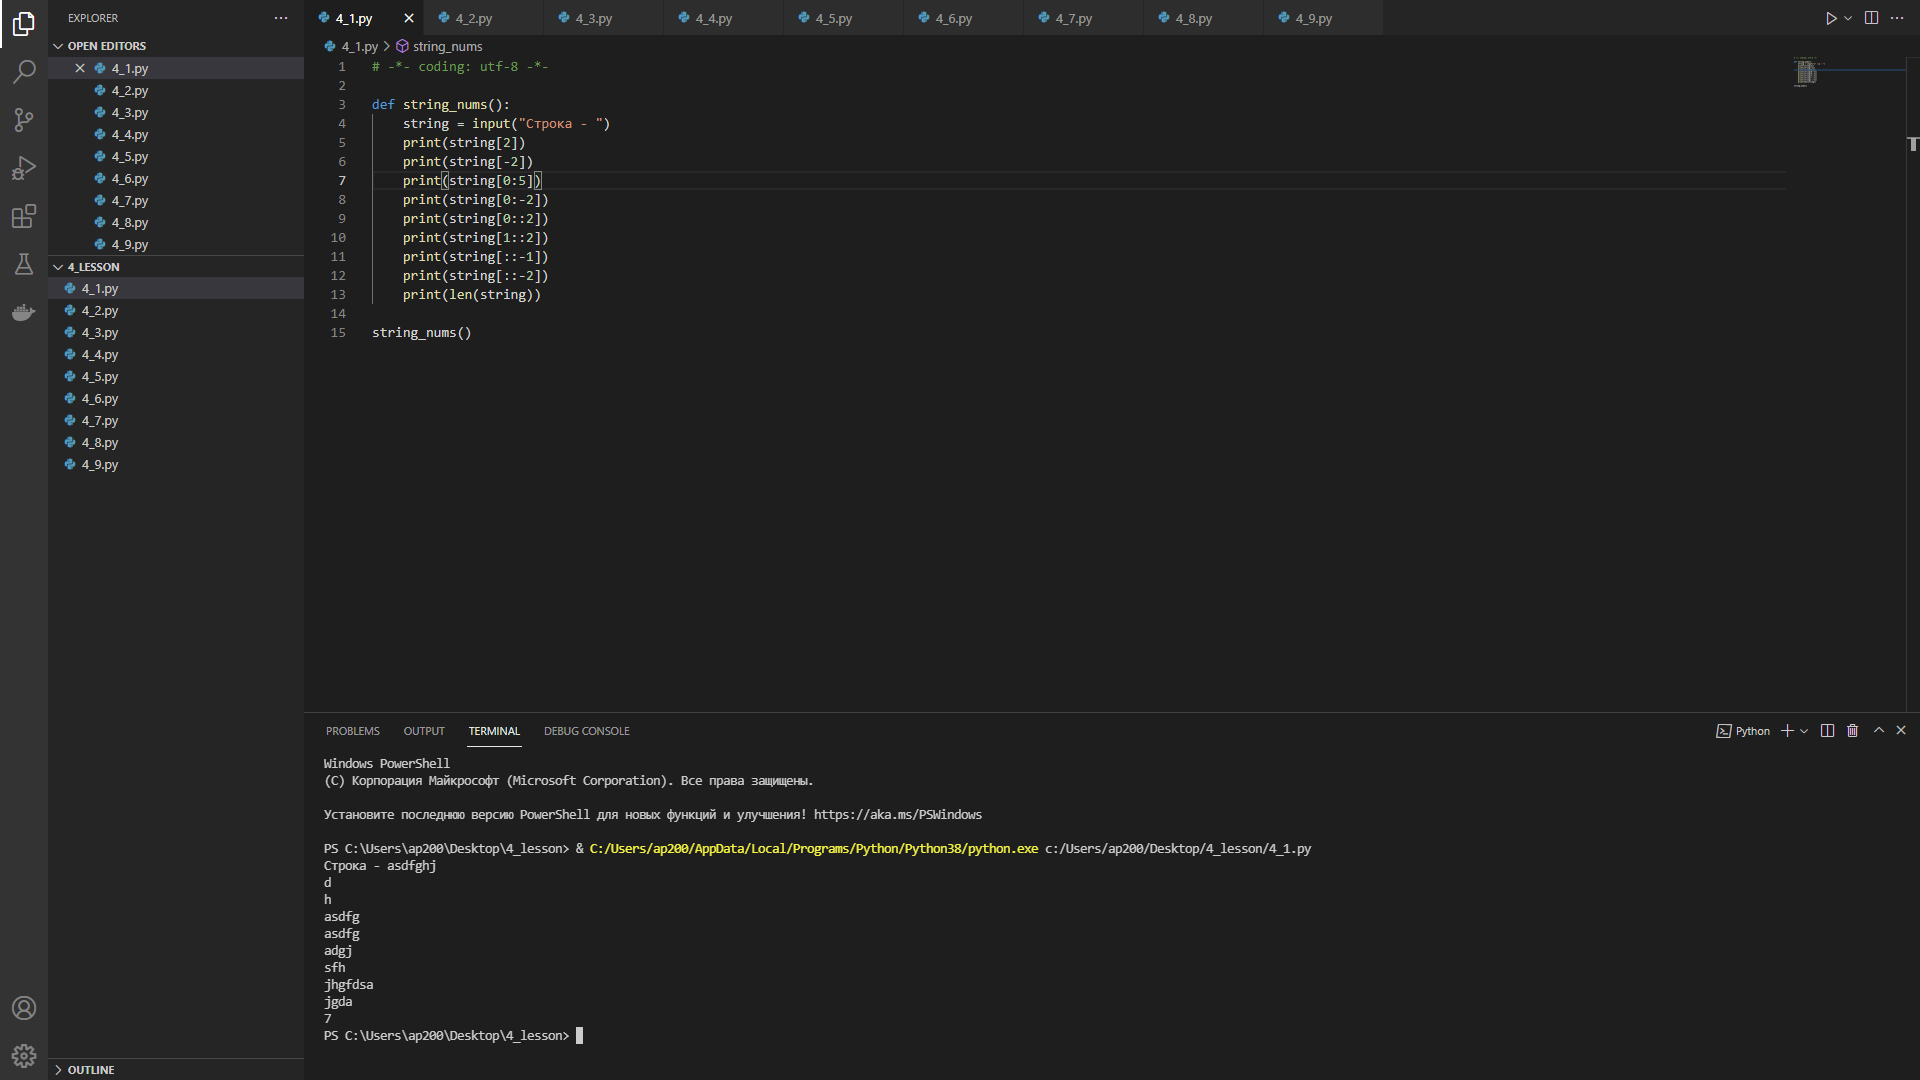 EXPLORER
OPEN EDITORS
4_1.py
4_2.py
4_3.py
4_4.py
4_5.py
4_6.py
4_7.py
4_8.py
4_9.py
4_LESSON
4_1.py
4_2.py
4_3.py
4_4.py
4_5.py
4_6.py
4_7.py
4_8.py
4_9.py
OUTLINE
4_1.py 4_2.py 4_3.py 4_4.py 4_5.py 4_6.py 4_7.py 4_8.py 4_9.py
4_1.py > string_nums
1 # -*- coding: utf-8 -*-
2
3 def string_nums():
4     string = input("Строка - ")
5     print(string[2])
6     print(string[-2])
7     print(string[0:5])
8     print(string[0:-2])
9     print(string[0::2])
10     print(string[1::2])
11     print(string[::-1])
12     print(string[::-2])
13     print(len(string))
14
15 string_nums()
PROBLEMS OUTPUT TERMINAL DEBUG CONSOLE Python
Windows PowerShell
(C) Корпорация Майкрософт (Microsoft Corporation). Все права защищены.
Установите последнюю версию PowerShell для новых функций и улучшения! https://aka.ms/PSWindows
PS C:\Users\ap200\Desktop\4_lesson> & C:/Users/ap200/AppData/Local/Programs/Python/Python38/python.exe c:/Users/ap200/Desktop/4_lesson/4_1.py
Строка - asdfghj
d
h
asdfg
asdfg
adgj
sfh
jhgfdsa
jgda
7
PS C:\Users\ap200\Desktop\4_lesson>